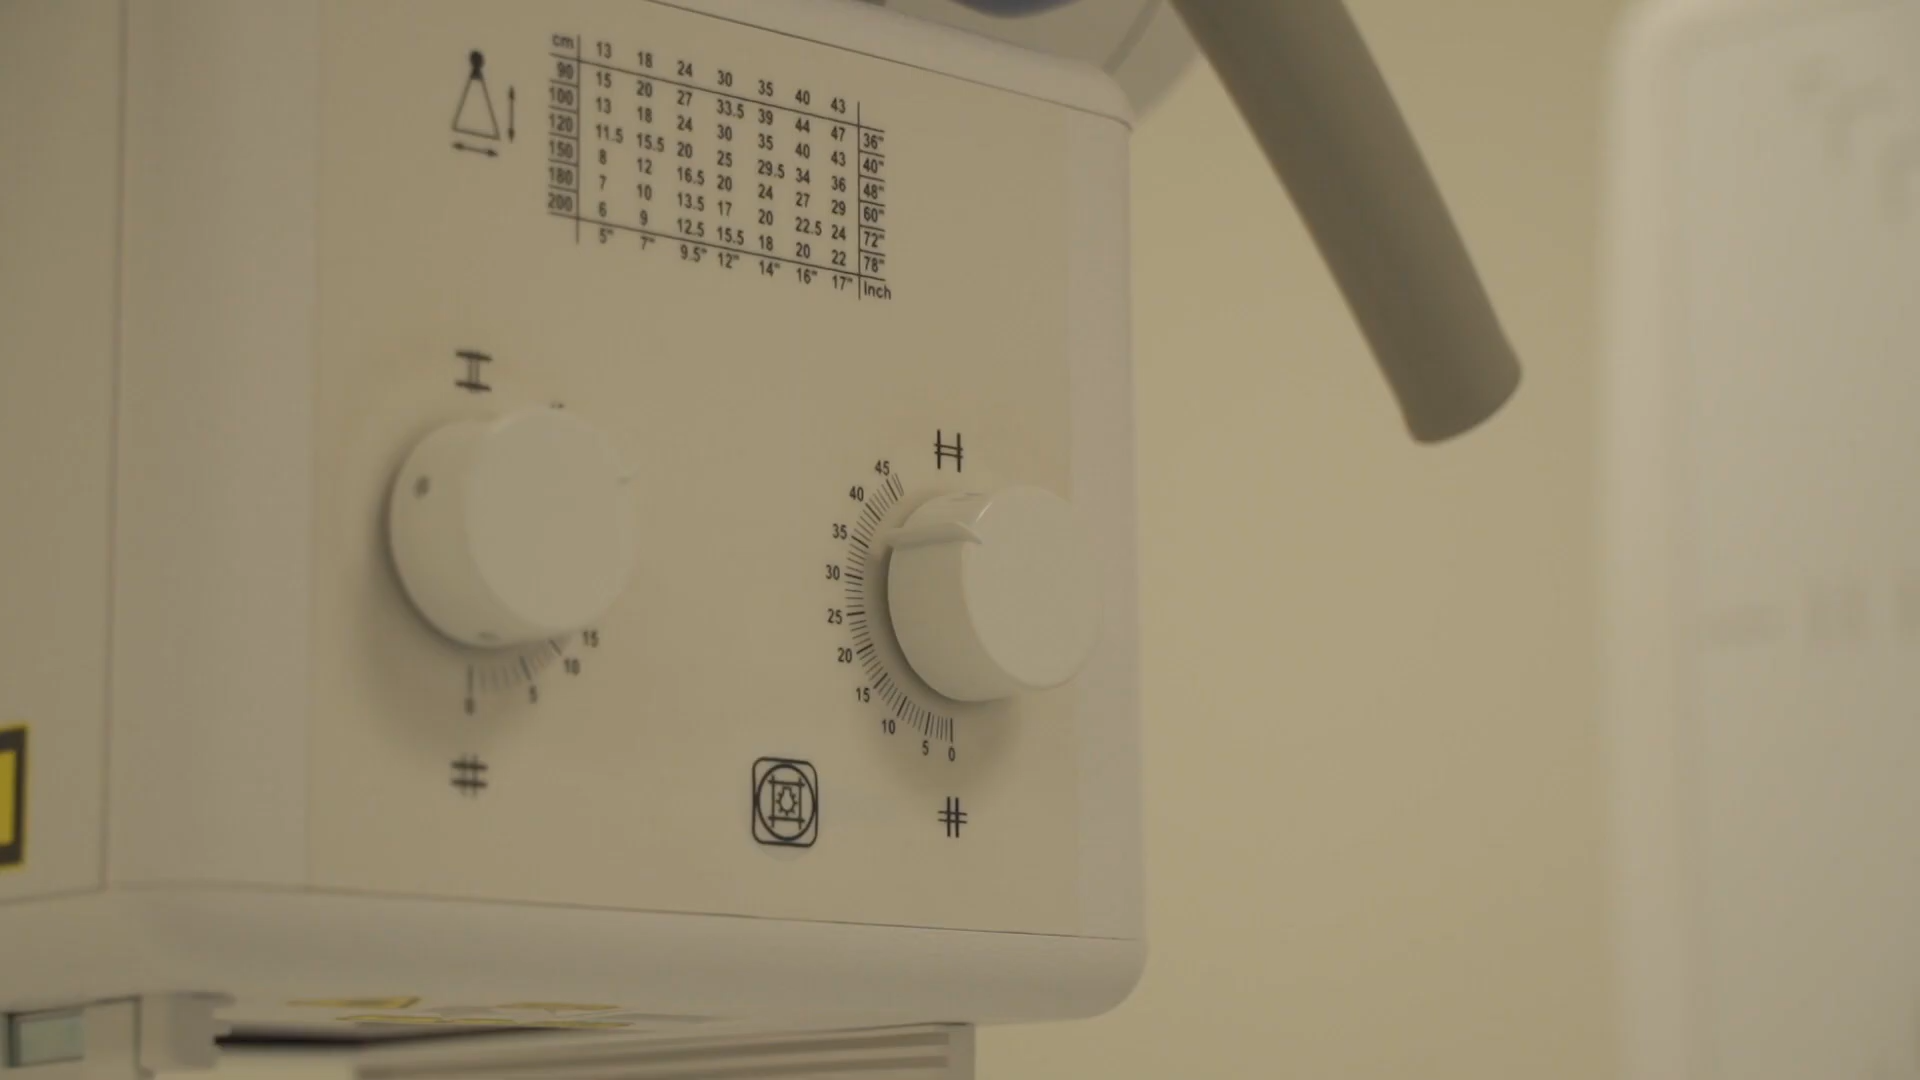 cm 13 18 24 30 35 40 43
90 15 20 27 33.5 39 44 47 36"
100 13 18 24 30 35 40 43 40"
120 11.5 15.5 20 25 29.5 34 36 48"
150 8 12 16.5 20 24 27 29 60"
180 7 10 13.5 17 20 22.5 24 72"
200 6 9 12.5 15.5 18 20 22 78"
5" 7" 9.5" 12" 14" 16" 17" Inch
0 5 10 15
45
40
35
30
25
20
15
10
5
0